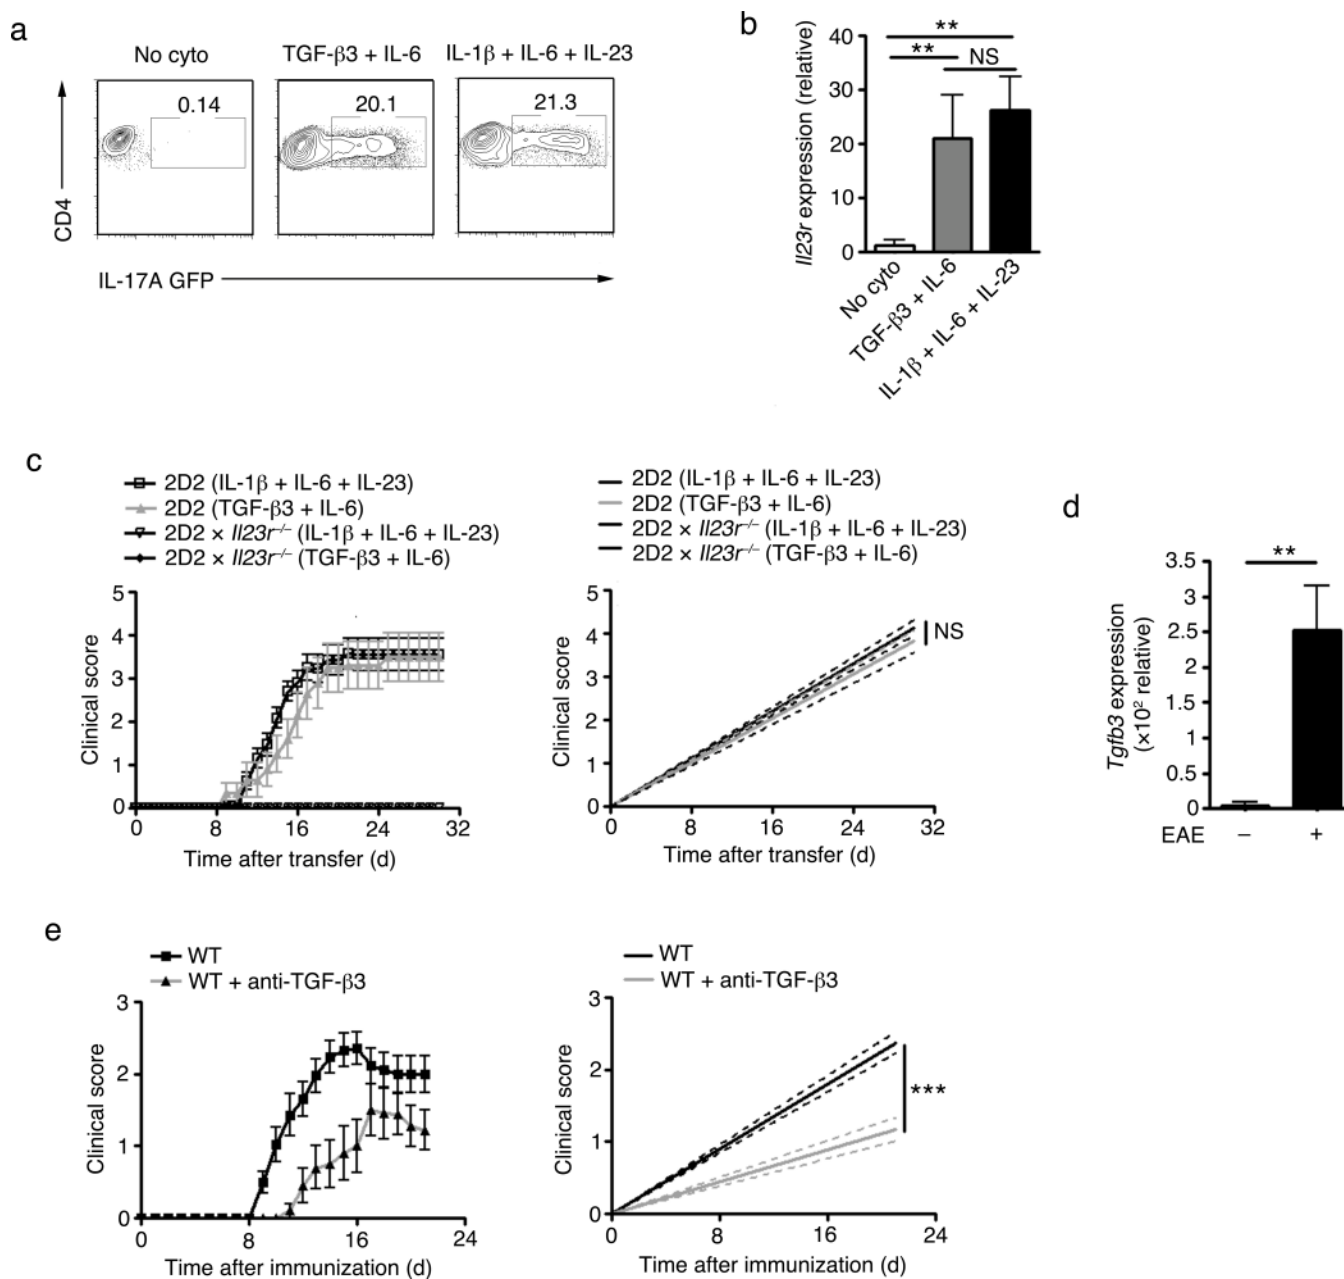 a
No cyto
TGF-β3 + IL-6
IL-1β + IL-6 + IL-23
0.14
20.1
21.3
CD4
IL-17A GFP
b
**
**
NS
40
30
20
10
0
Il23r expression (relative)
No cyto
TGF-β3 + IL-6
IL-1β + IL-6 + IL-23
c
2D2 (IL-1β + IL-6 + IL-23)
2D2 (TGF-β3 + IL-6)
2D2 × Il23r⁻/⁻ (IL-1β + IL-6 + IL-23)
2D2 × Il23r⁻/⁻ (TGF-β3 + IL-6)
5
4
3
2
1
0
Clinical score
0 8 16 24 32
Time after transfer (d)
2D2 (IL-1β + IL-6 + IL-23)
2D2 (TGF-β3 + IL-6)
2D2 × Il23r⁻/⁻ (IL-1β + IL-6 + IL-23)
2D2 × Il23r⁻/⁻ (TGF-β3 + IL-6)
5
4
3
2
1
0
Clinical score
NS
0 8 16 24 32
Time after transfer (d)
d
**
3.5
3
2.5
2
1.5
1
0.5
0
Tgfb3 expression
(×10² relative)
EAE − +
e
WT
WT + anti-TGF-β3
3
2
1
0
Clinical score
0 8 16 24
Time after immunization (d)
WT
WT + anti-TGF-β3
3
2
1
0
Clinical score
***
0 8 16 24
Time after immunization (d)